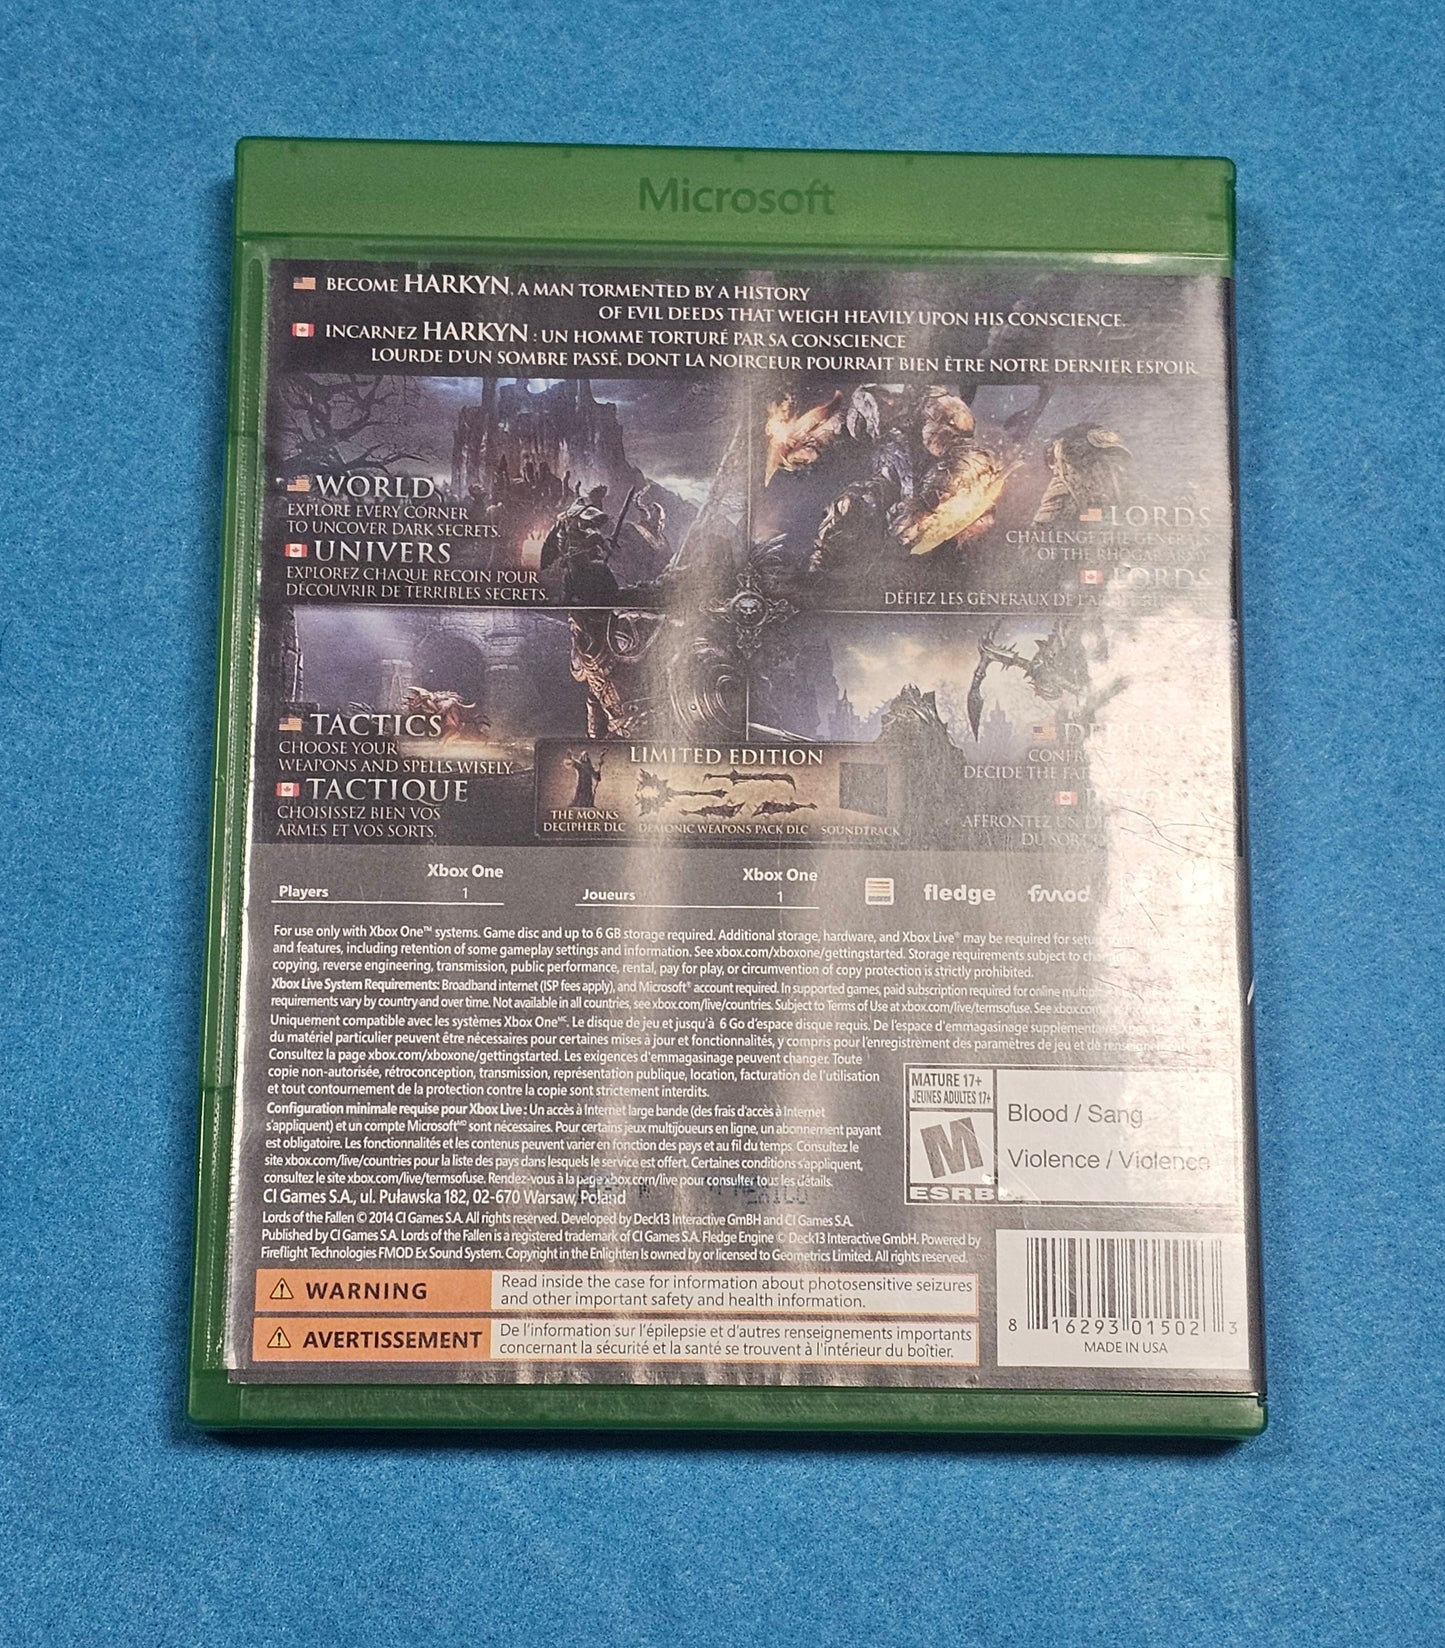 Microsoft
BECOME HARKYN, A MAN TORMENTED BY A HISTORY
OF EVIL DEEDS THAT WEIGH HEAVILY UPON HIS CONSCIENCE.
INCARNEZ HARKYN : UN HOMME TORTURÉ PAR SA CONSCIENCE
LOURDE D'UN SOMBRE PASSÉ, DONT LA NOIRCEUR POURRAIT BIEN ÊTRE NOTRE DERNIER ESPOIR
WORLD
EXPLORE EVERY CORNER
TO UNCOVER DARK SECRETS.
UNIVERS
EXPLOREZ CHAQUE RECOIN POUR
DÉCOUVRIR DE TERRIBLES SECRETS.
LORDS
CHALLENGE THE GENERALS
OF THE RHOGAR
LORDS
DÉFIEZ LES GÉNÉRAUX DE
TACTICS
CHOOSE YOUR
WEAPONS AND SPELLS WISELY.
TACTIQUE
CHOISISSEZ BIEN VOS
ARMES ET VOS SORTS.
DECIDE THE
AFFRONTEZ UN
DU SORT
LIMITED EDITION
THE MONKS
DECIPHER DLC
DEMONIC WEAPONS PACK DLC
SOUNDTRACK
Xbox One
Players 1
Xbox One
Joueurs 1
fledge
fmod
For use only with Xbox One™ systems. Game disc and up to 6 GB storage required. Additional storage, hardware, and Xbox Live® may be required for setup
and features, including retention of some gameplay settings and information. See xbox.com/xboxone/gettingstarted. Storage requirements subject to
copying, reverse engineering, transmission, public performance, rental, pay for play, or circumvention of copy protection is strictly prohibited.
Xbox Live System Requirements: Broadband internet (ISP fees apply), and Microsoft® account required. In supported games, paid subscription required for online
requirements vary by country and over time. Not available in all countries, see xbox.com/live/countries. Subject to Terms of Use at xbox.com/live/termsofuse. See xbox.com
Uniquement compatible avec les systèmes Xbox One MC. Le disque de jeu et jusqu'à 6 Go d'espace disque requis. De l'espace d'emmagasinage supplémentaire,
du matériel particulier peuvent être nécessaires pour certaines mises à jour et fonctionnalités, y compris pour l'enregistrement des paramètres de jeu et de
Consultez la page xbox.com/xboxone/gettingstarted. Les exigences d'emmagasinage peuvent changer. Toute
copie non-autorisée, rétroconception, transmission, représentation publique, location, facturation de l'utilisation
et tout contournement de la protection contre la copie sont strictement interdits.
Configuration minimale requise pour Xbox Live : Un accès à Internet large bande (des frais d'accès à Internet
s'appliquent) et un compte Microsoft MD sont nécessaires. Pour certains jeux multijoueurs en ligne, un abonnement payant
est obligatoire. Les fonctionnalités et les contenus peuvent varier en fonction des pays et au fil du temps. Consultez le
site xbox.com/live/countries pour la liste des pays dans lesquels le service est offert. Certaines conditions s'appliquent,
consultez le site xbox.com/live/termsofuse. Rendez-vous à la page xbox.com/live pour consulter tous les détails.
CI Games S.A., ul. Puławska 182, 02-670 Warsaw, Poland
MEXICO
Lords of the Fallen © 2014 CI Games S.A. All rights reserved. Developed by Deck13 Interactive GmBH and CI Games S.A.
Published by CI Games S.A. Lords of the Fallen is a registered trademark of CI Games S.A. Fledge Engine © Deck13 Interactive GmbH. Powered by
Fireflight Technologies FMOD Ex Sound System. Copyright in the Enlighten Is owned by or licensed to Geometrics Limited. All rights reserved.
MATURE 17+
JEUNES ADULTES 17+
M
ESRB
Blood / Sang
Violence / Violence
WARNING
Read inside the case for information about photosensitive seizures
and other important safety and health information.
AVERTISSEMENT
De l'information sur l'épilepsie et d'autres renseignements importants
concernant la sécurité et la santé se trouvent à l'intérieur du boîtier.
8 16293 01502 3
MADE IN USA